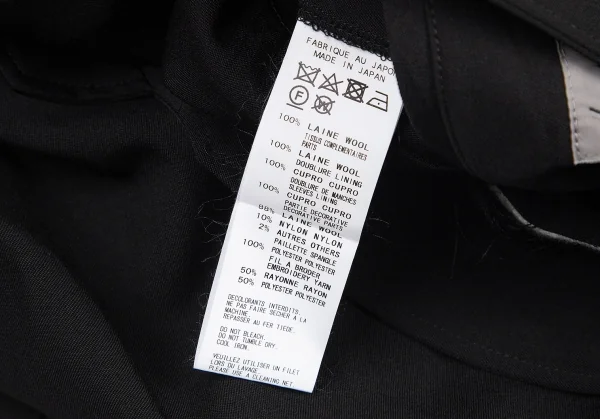 FABRIQUE AU JAPO
MADE IN JAPAN
F
W
100% LAINE WOOL
TISSUS COMPLEMENTAIRES
PARTS
100% LAINE WOOL
DOUBLURE LINING
100% CUPRO CUPRO
DOUBLURE DE MANCHES
SLEEVES LINING
100% CUPRO CUPRO
PARTIE DECORATIVE
DECORATIVE PARTS
88% LAINE WOOL
10% NYLON NYLON
2% AUTRES OTHERS
PAILLETTE SPANGLE
100% POLYESTER POLYESTER
FIL A BRODER
EMBROIDERY YARN
50% RAYONNE RAYON
50% POLYESTER POLYESTER
DECOLORANTS INTERDITS.
NE PAS FAIRE SECHER A LA
MACHINE.
REPASSER AU FER TIEDE.
DO NOT BLEACH.
DO NOT TUMBLE DRY.
COOL IRON.
VEUILLEZ UTILISER UN FILET
LORS DU LAVAGE.
PLEASE USE A CLEANING NET.